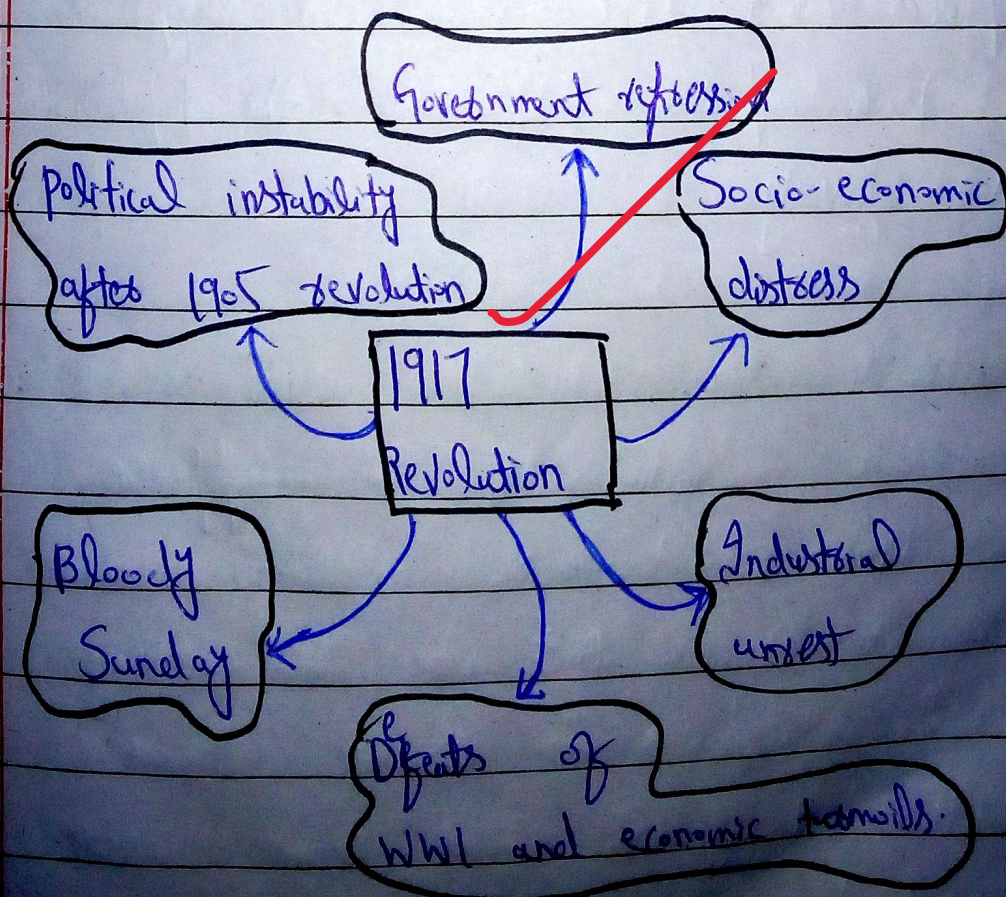 Government repression
Political instability
after 1905 revolution
Socio-economic
distress
1917
Revolution
Bloody
Sunday
Industrial
unrest
Defeats of
WW1 and economic turmoils.